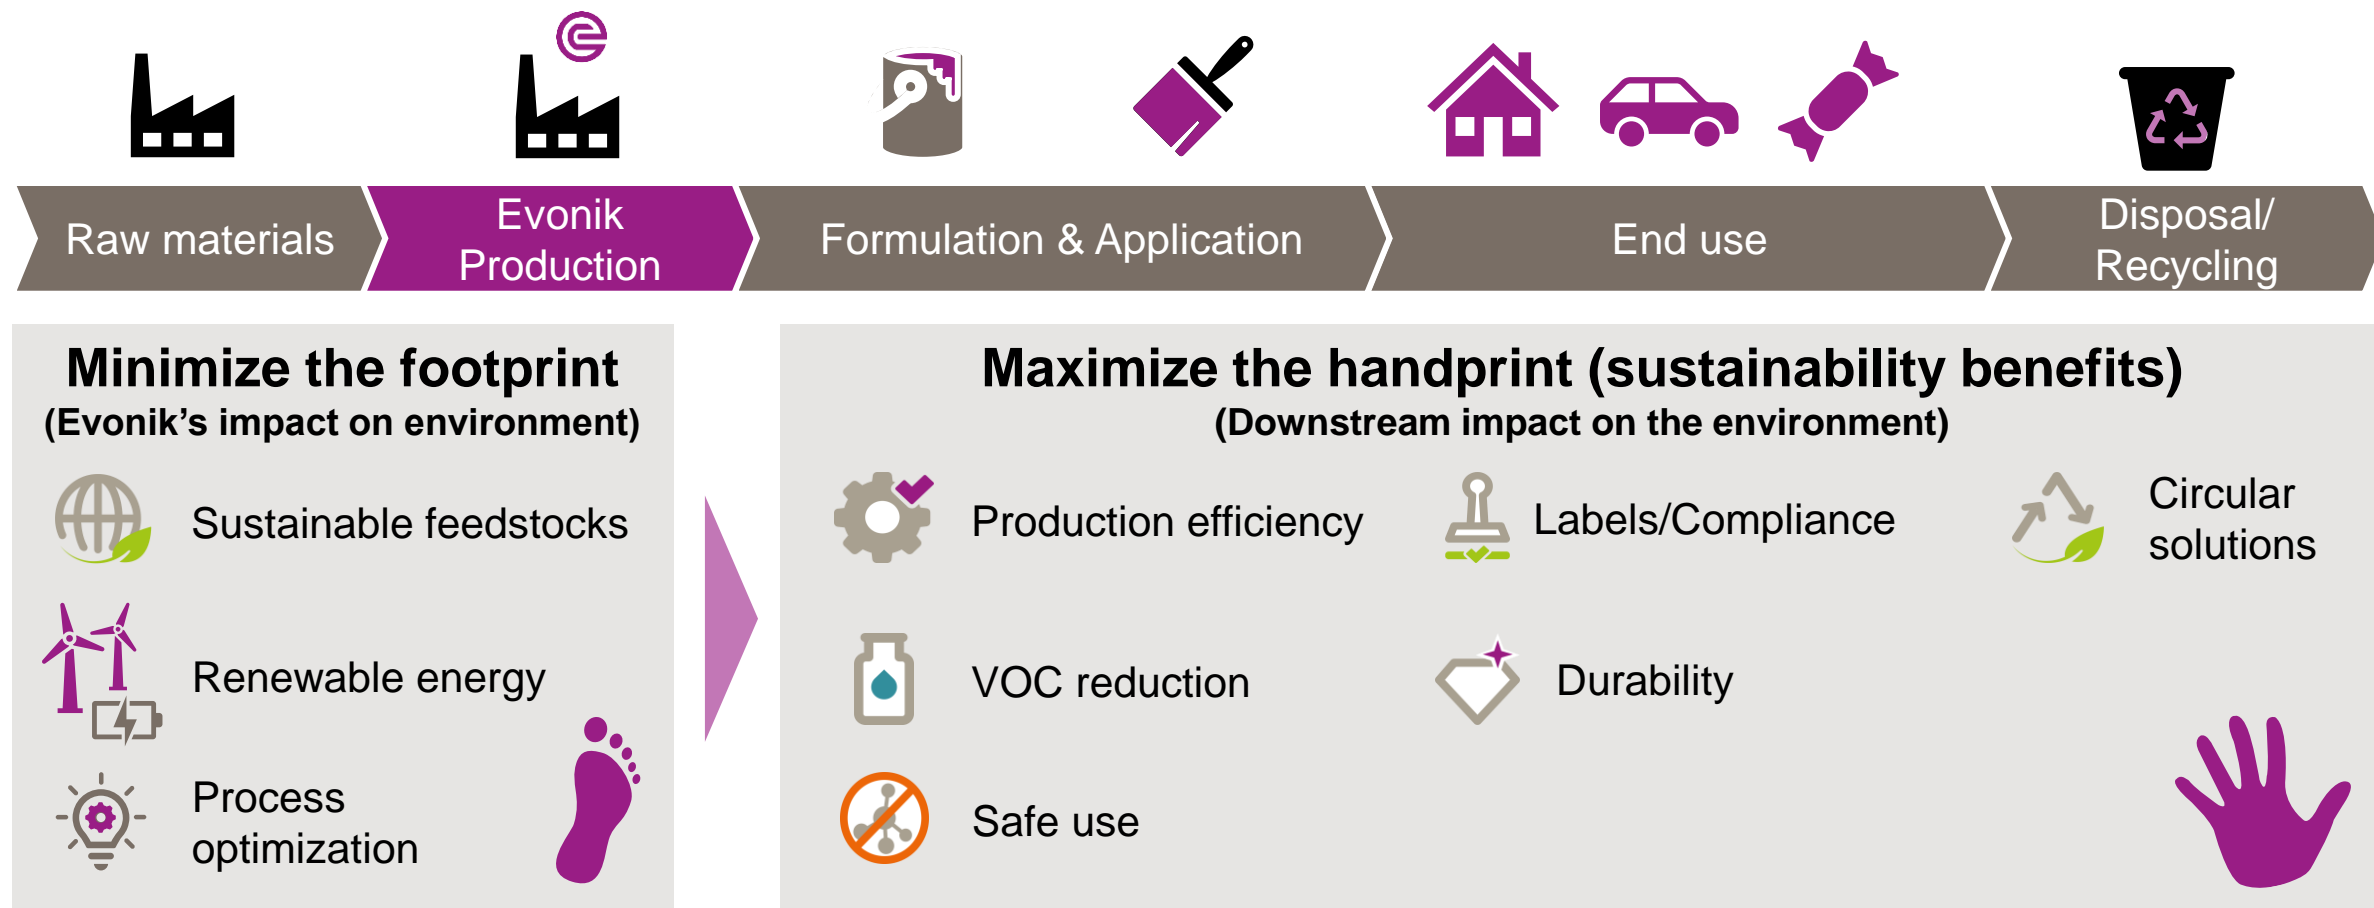 Raw materials
Evonik
Production
Formulation & Application
End use
Disposal/
Recycling
Minimize the footprint
(Evonik’s impact on environment)
Sustainable feedstocks
Renewable energy
Process
optimization
Maximize the handprint (sustainability benefits)
(Downstream impact on the environment)
Production efficiency
Labels/Compliance
Circular
solutions
VOC reduction
Durability
Safe use